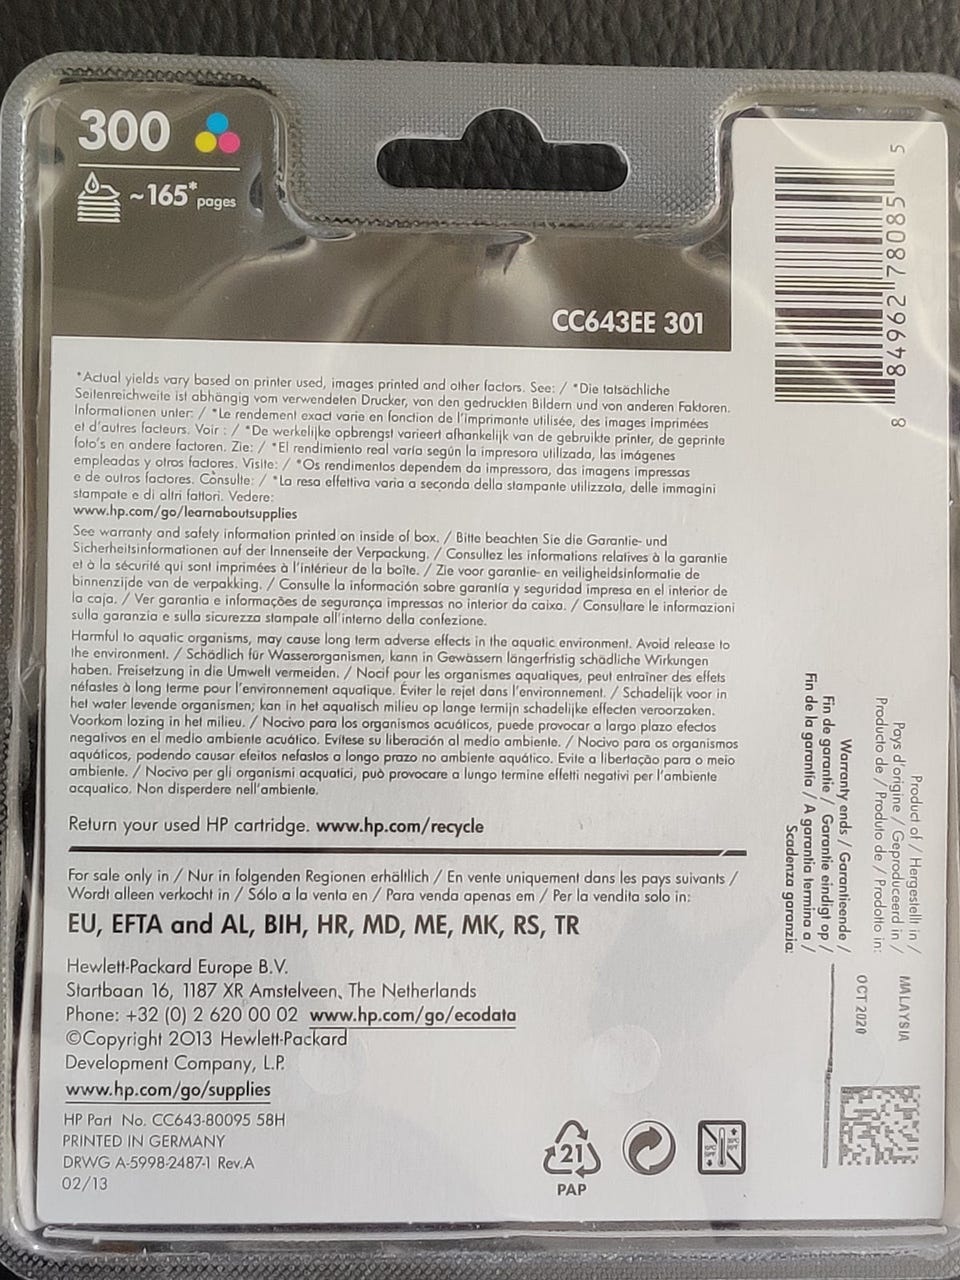 300
~165* pages
CC643EE 301
*Actual yields vary based on printer used, images printed and other factors. See: / *Die tatsächliche
Seitenreichweite ist abhängig vom verwendeten Drucker, von den gedruckten Bildern und von anderen Faktoren.
Informationen unter: / *Le rendement exact varie en fonction de l'imprimante utilisée, des images imprimées
et d'autres facteurs. Voir : / *De werkelijke opbrengst varieert afhankelijk van de gebruikte printer, de geprinte
foto's en andere factoren. Zie: / *El rendimiento real varía según la impresora utilizada, las imágenes
empleadas y otros factores. Visite: / *Os rendimentos dependem da impressora, das imagens impressas
e de outros factores. Consulte: / *La resa effettiva varia a seconda della stampante utilizzata, delle immagini
stampate e di altri fattori. Vedere:
www.hp.com/go/learnaboutsupplies
See warranty and safety information printed on inside of box. / Bitte beachten Sie die Garantie- und
Sicherheitsinformationen auf der Innenseite der Verpackung. / Consultez les informations relatives à la garantie
et à la sécurité qui sont imprimées à l'intérieur de la boîte. / Zie voor garantie- en veiligheidsinformatie de
binnenzijde van de verpakking. / Consulte la información sobre garantía y seguridad impresa en el interior de
la caja. / Ver garantia e informações de segurança impressas no interior da caixa. / Consultare le informazioni
sulla garanzia e sulla sicurezza stampate all'interno della confezione.
Harmful to aquatic organisms, may cause long term adverse effects in the aquatic environment. Avoid release to
the environment. / Schädlich für Wasserorganismen, kann in Gewässern längerfristig schädliche Wirkungen
haben. Freisetzung in die Umwelt vermeiden. / Nocif pour les organismes aquatiques, peut entraîner des effets
néfastes à long terme pour l'environnement aquatique. Éviter le rejet dans l'environnement. / Schadelijk voor in
het water levende organismen; kan in het aquatisch milieu op lange termijn schadelijke effecten veroorzaken.
Voorkom lozing in het milieu. / Nocivo para los organismos acuáticos, puede provocar a largo plazo efectos
negativos en el medio ambiente acuático. Evítese su liberación al medio ambiente. / Nocivo para os organismos
aquáticos, podendo causar efeitos nefastos a longo prazo no ambiente aquático. Evite a libertação para o meio
ambiente. / Nocivo per gli organismi acquatici, può provocare a lungo termine effetti negativi per l'ambiente
acquatico. Non disperdere nell'ambiente.
Return your used HP cartridge. www.hp.com/recycle
For sale only in / Nur in folgenden Regionen erhältlich / En vente uniquement dans les pays suivants /
Wordt alleen verkocht in / Sólo a la venta en / Para venda apenas em / Per la vendita solo in:
EU, EFTA and AL, BIH, HR, MD, ME, MK, RS, TR
Hewlett-Packard Europe B.V.
Startbaan 16, 1187 XR Amstelveen, The Netherlands
Phone: +32 (0) 2 620 00 02 www.hp.com/go/ecodata
©Copyright 2013 Hewlett-Packard
Development Company, L.P.
www.hp.com/go/supplies
HP Part No. CC643-80095 58H
PRINTED IN GERMANY
DRWG A-5998-2487-1 Rev.A
02/13
21
PAP
5 580871 29648 8
Product of / Hergestellt in /
Pays d'origine / Geproduceerd in /
Producto de / Produto de / Prodotto in:
MALAYSIA
Warranty ends / Garantieende /
Fin de garantie / Garantie eindigt op /
Fin de la garantía / A garantia termina a /
Scadenza garanzia:
OCT 2020